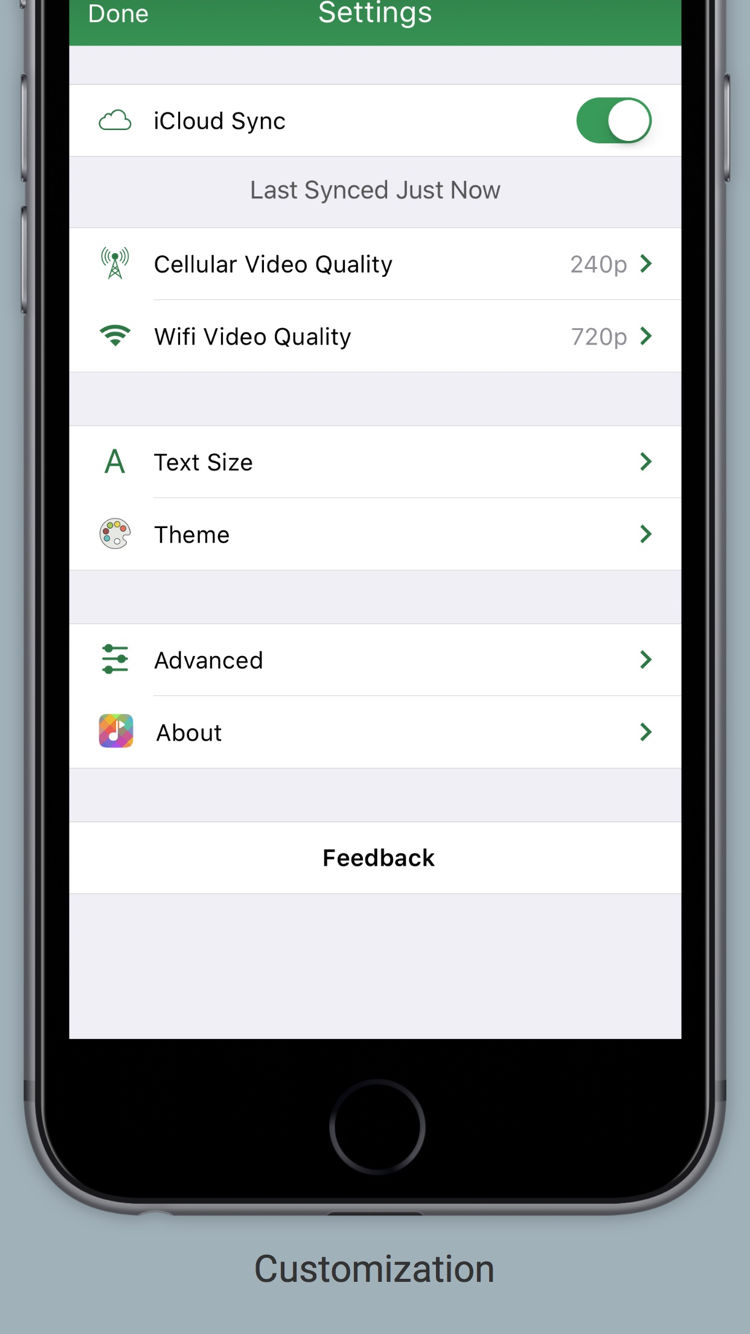 Done Settings
iCloud Sync
Last Synced Just Now
Cellular Video Quality 240p
Wifi Video Quality 720p
A Text Size
Theme
Advanced
About
Feedback
Customization